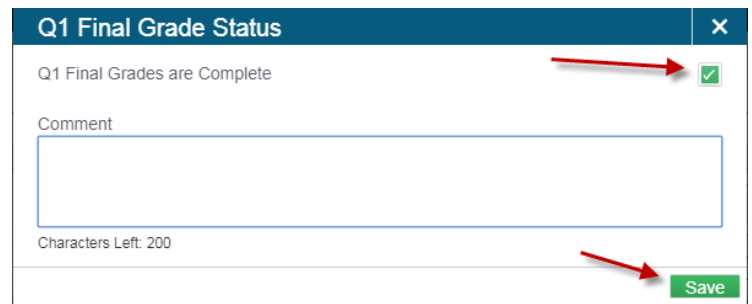 Q1 Final Grade Status
Q1 Final Grades are Complete
Comment
Characters Left: 200
Save